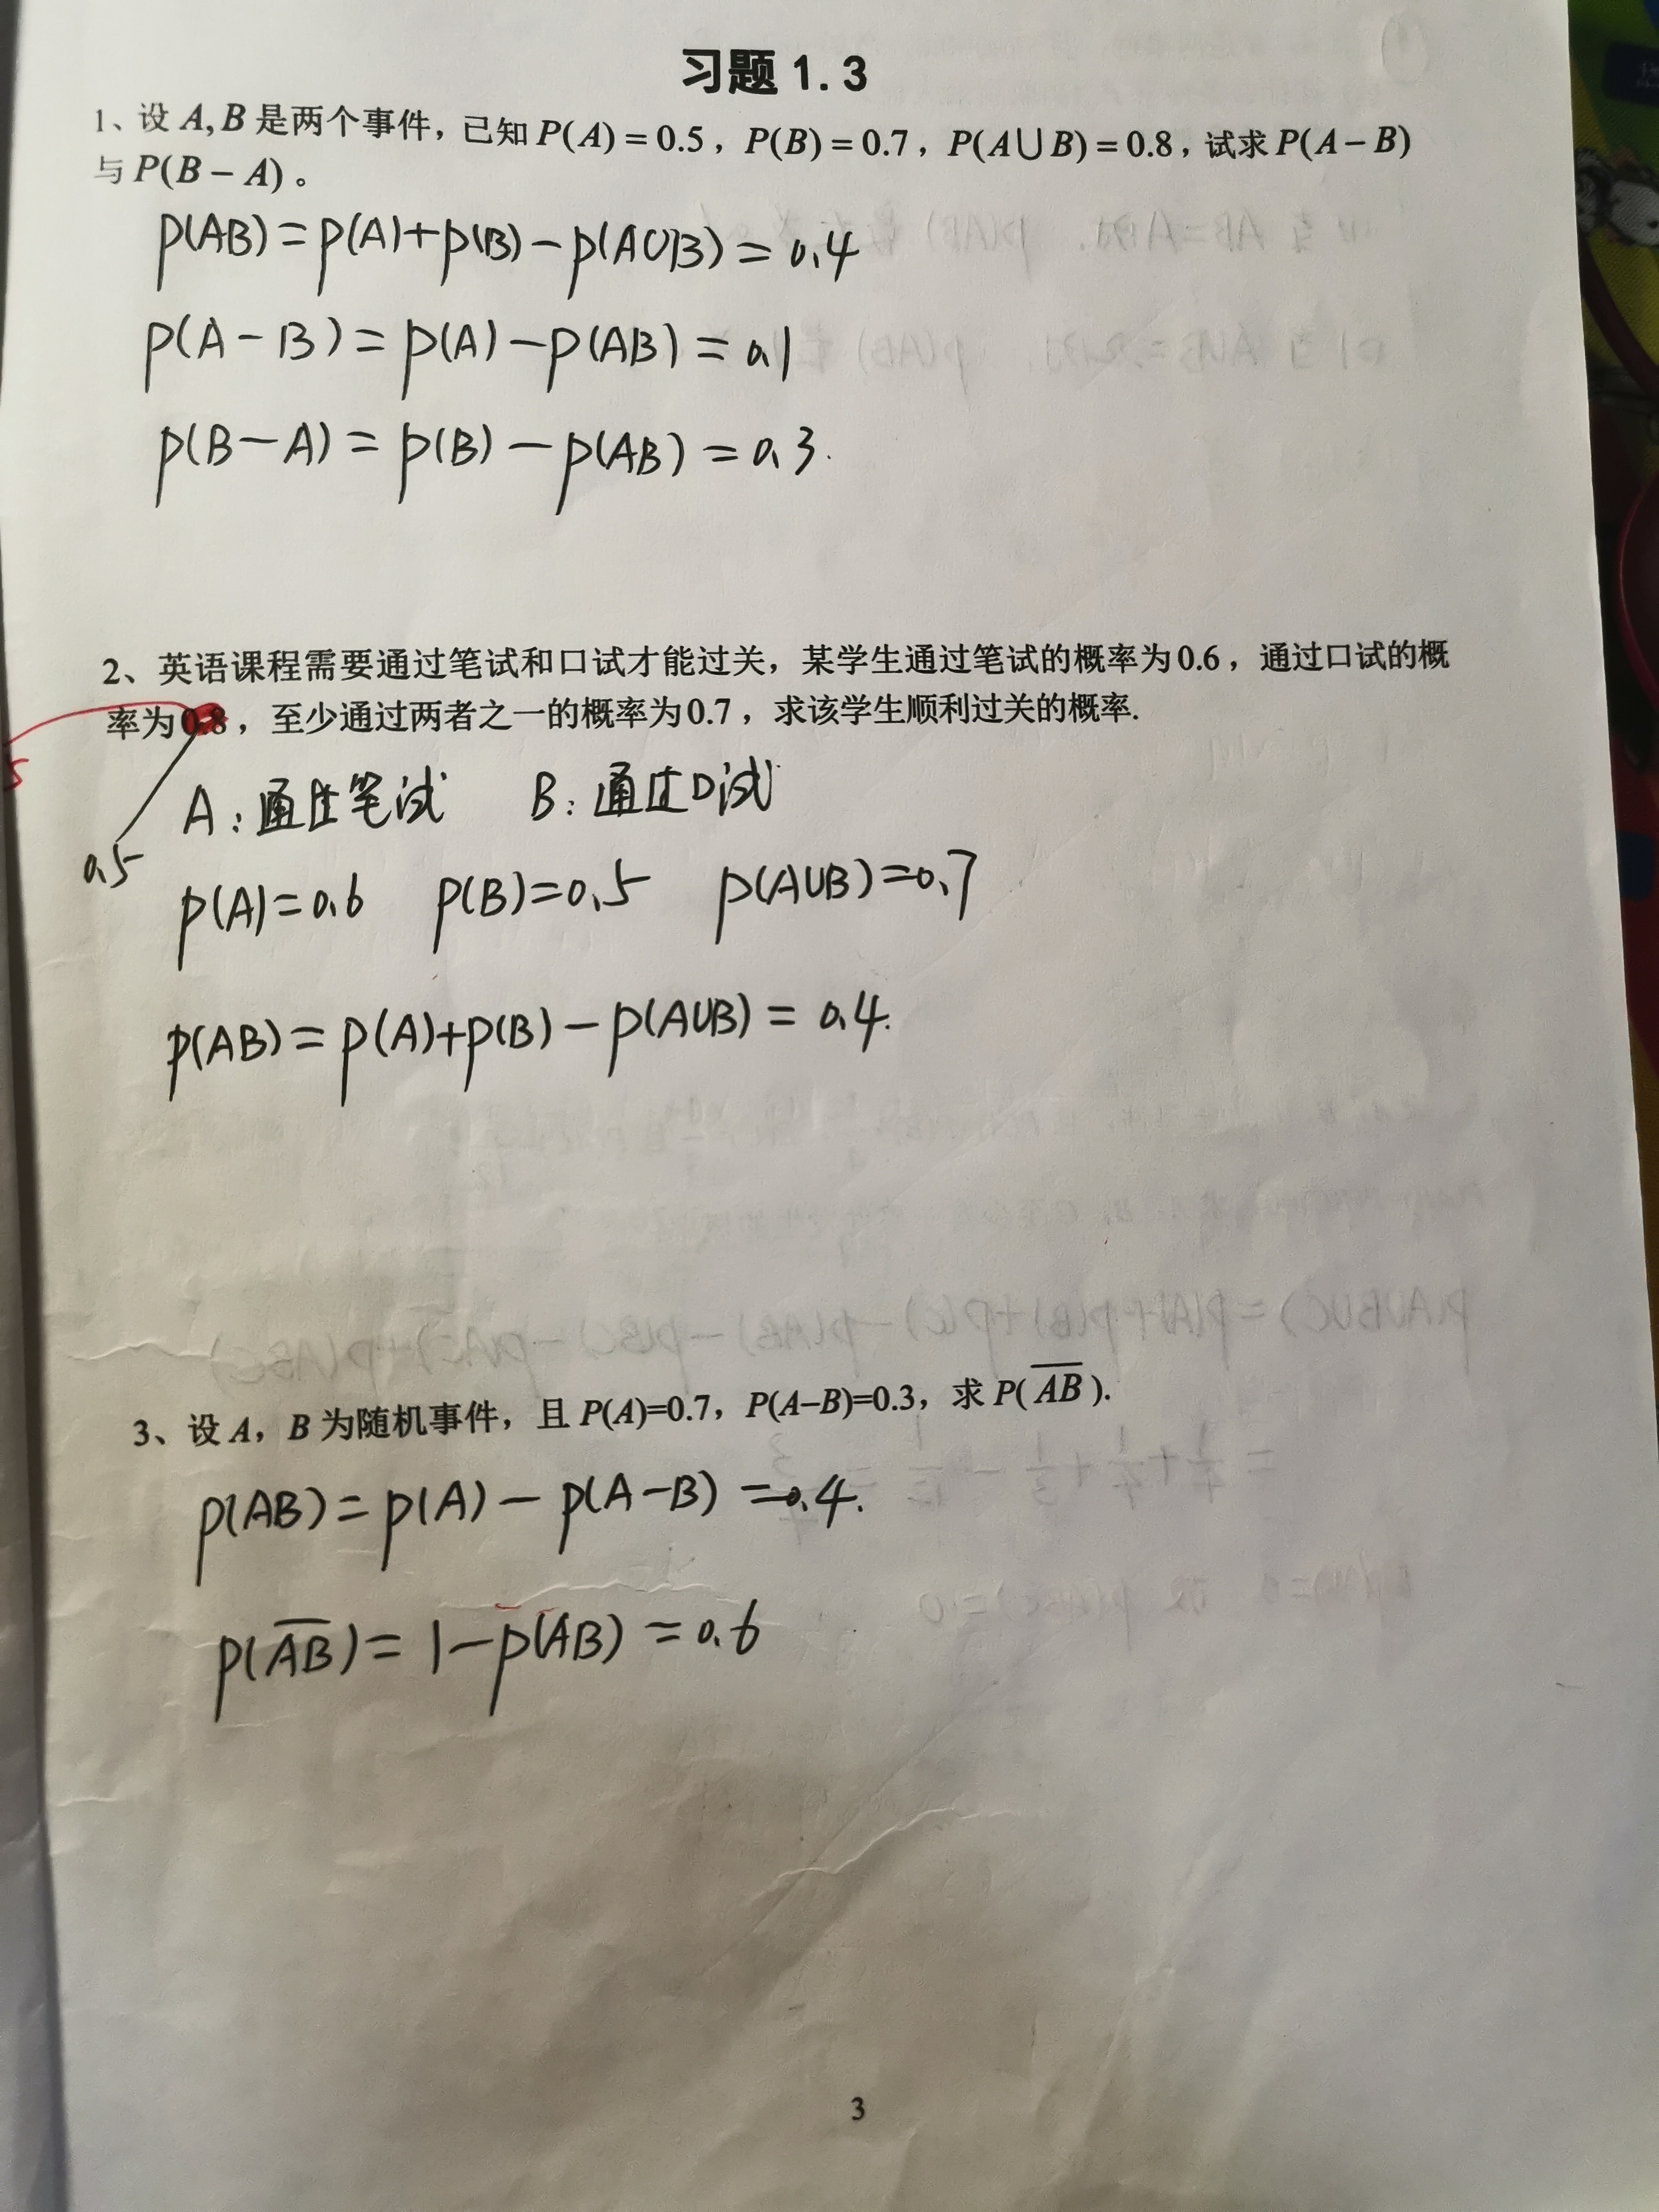 习题 1.3
1、设 A, B 是两个事件，已知 P(A) = 0.5，P(B) = 0.7，P(A∪B) = 0.8，试求 P(A − B)
与 P(B − A) 。
p(AB) = p(A)+p(B) − p(A∪B) = 0.4
p(A − B) = p(A) − p(AB) = 0.1
p(B − A) = p(B) − p(AB) = 0.3.
2、英语课程需要通过笔试和口试才能过关，某学生通过笔试的概率为0.6，通过口试的概
率为0.8，至少通过两者之一的概率为0.7，求该学生顺利过关的概率.
5
0.5
A：通过笔试 B：通过口试
p(A)=0.6 p(B)=0.5 p(A∪B)=0.7
p(AB) = p(A)+p(B) − p(A∪B) = 0.4.
3、设 A，B 为随机事件，且 P(A)=0.7，P(A−B)=0.3，求 P( \overline{AB} ).
p(AB) = p(A) − p(A−B) = 0.4.
p(\overline{AB}) = 1−p(AB) = 0.6
3